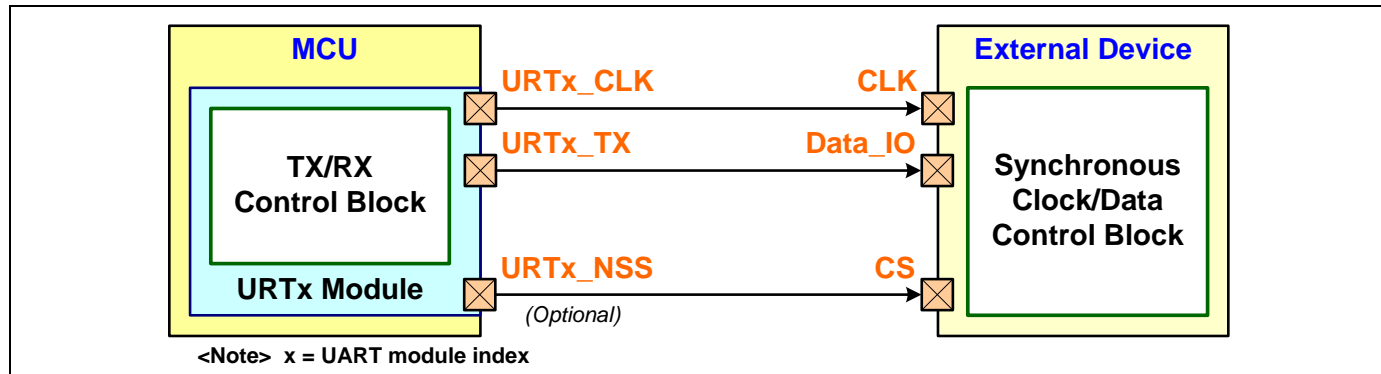 MCU
External Device
URTx_CLK
CLK
URTx_TX
Data_IO
TX/RX
Control Block
Synchronous
Clock/Data
Control Block
URTx_NSS
CS
URTx Module
(Optional)
<Note> x = UART module index